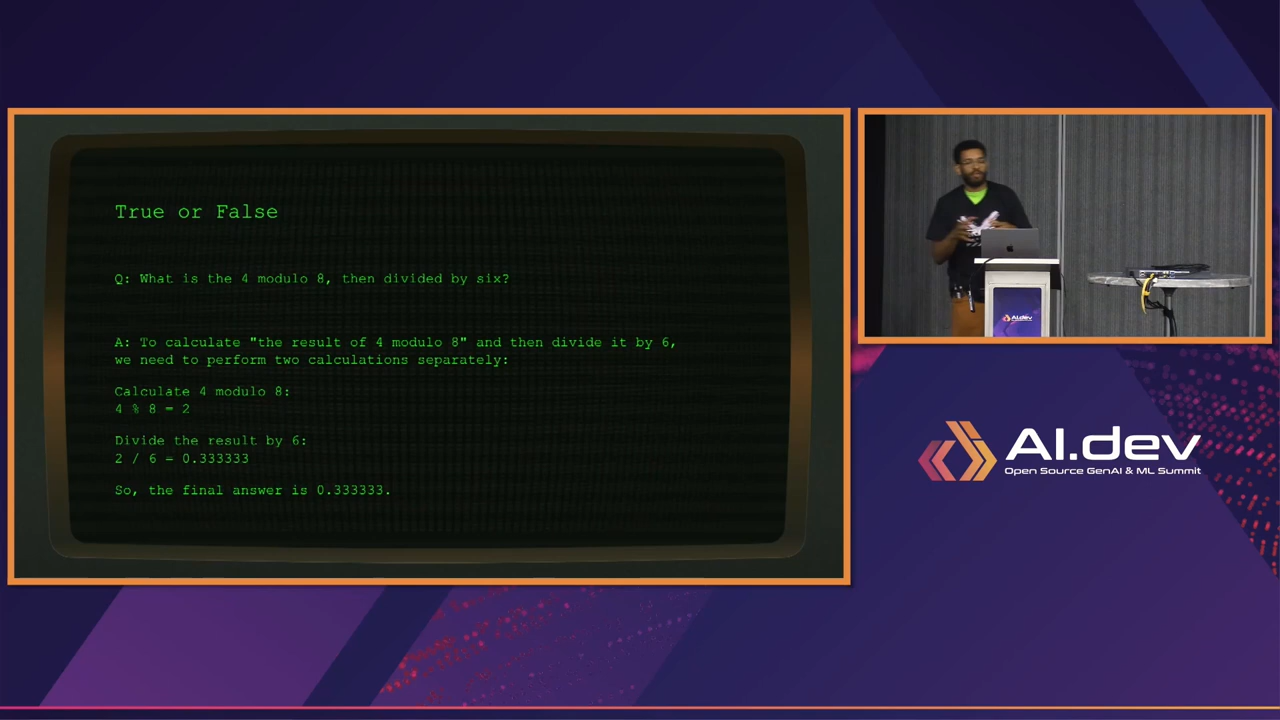 True or False
Q: What is the 4 modulo 8, then divided by six?
A: To calculate "the result of 4 modulo 8" and then divide it by 6,
we need to perform two calculations separately:
Calculate 4 modulo 8:
4 % 8 = 2
Divide the result by 6:
2 / 6 = 0.333333
So, the final answer is 0.333333.
AI.dev
AI.dev
Open Source GenAI & ML Summit